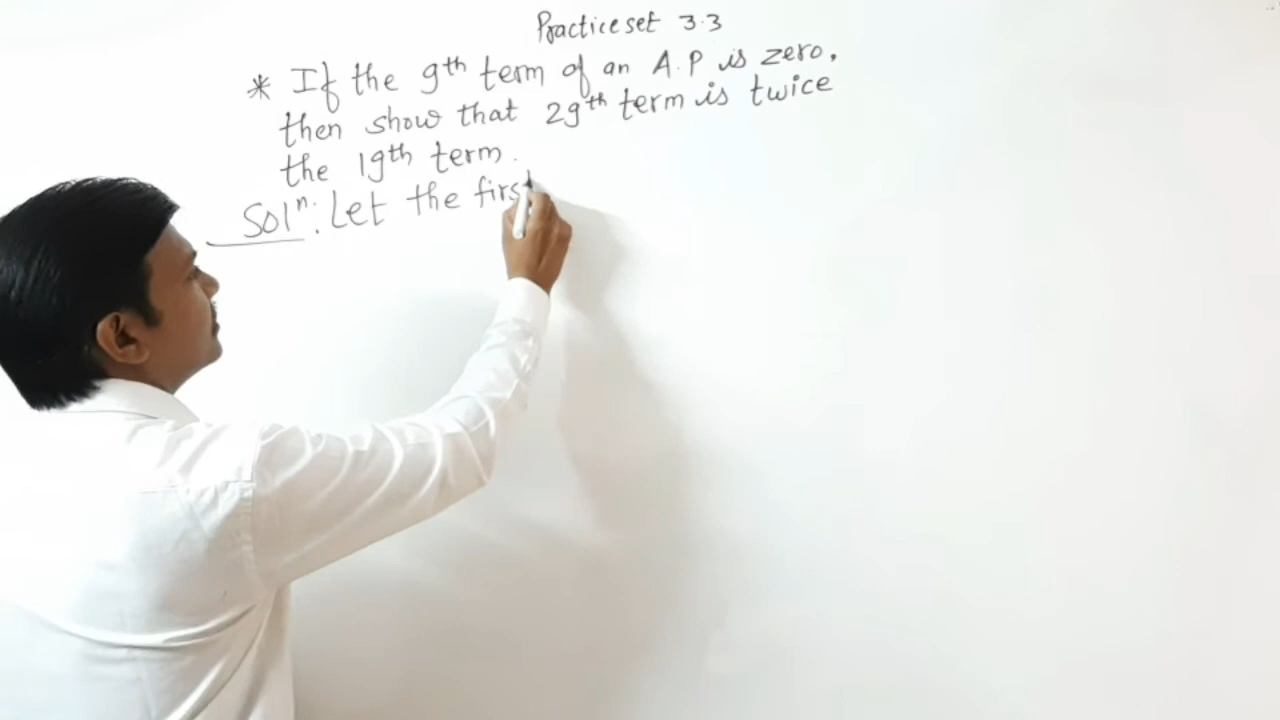 Practice set 3.3
* If the 9th term of an A.P is zero,
then show that 29th term is twice
the 19th term.
Solⁿ: Let the first